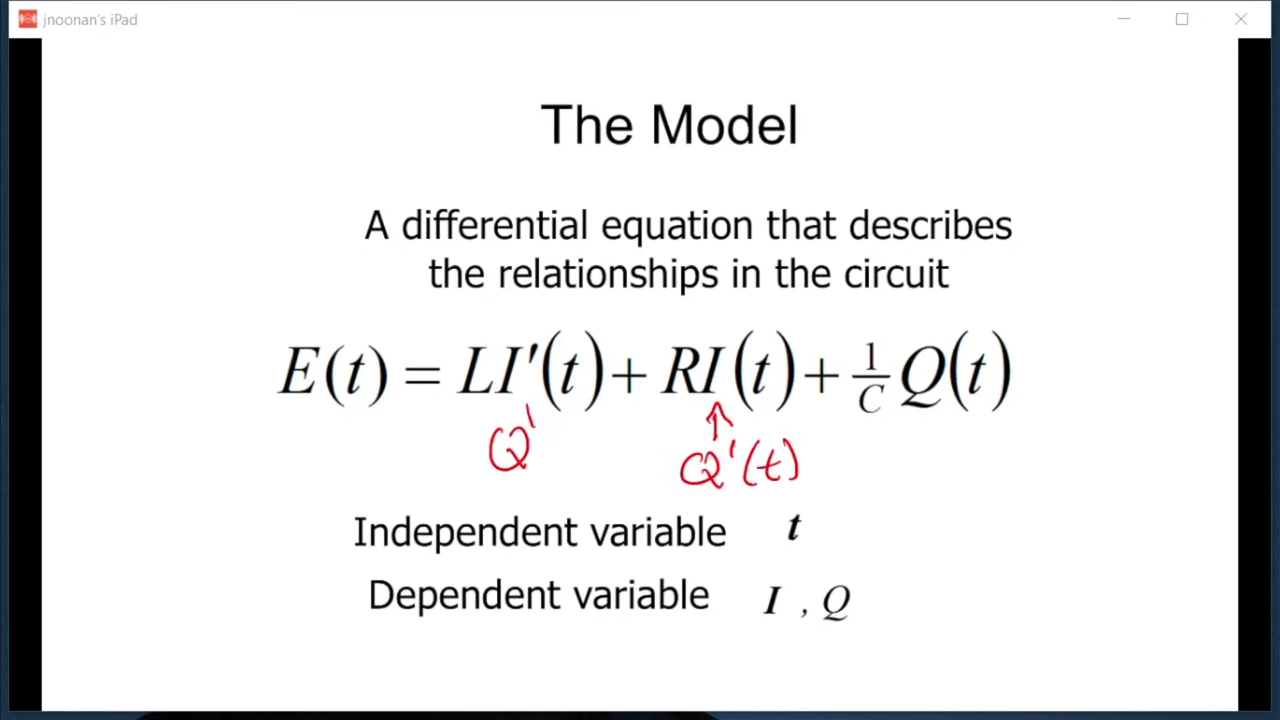 jnoonan's iPad
The Model
A differential equation that describes
the relationships in the circuit
E(t) = LI′(t) + RI(t) + 1/C Q(t)
Q' Q'(t)
Independent variable t
Dependent variable I , Q